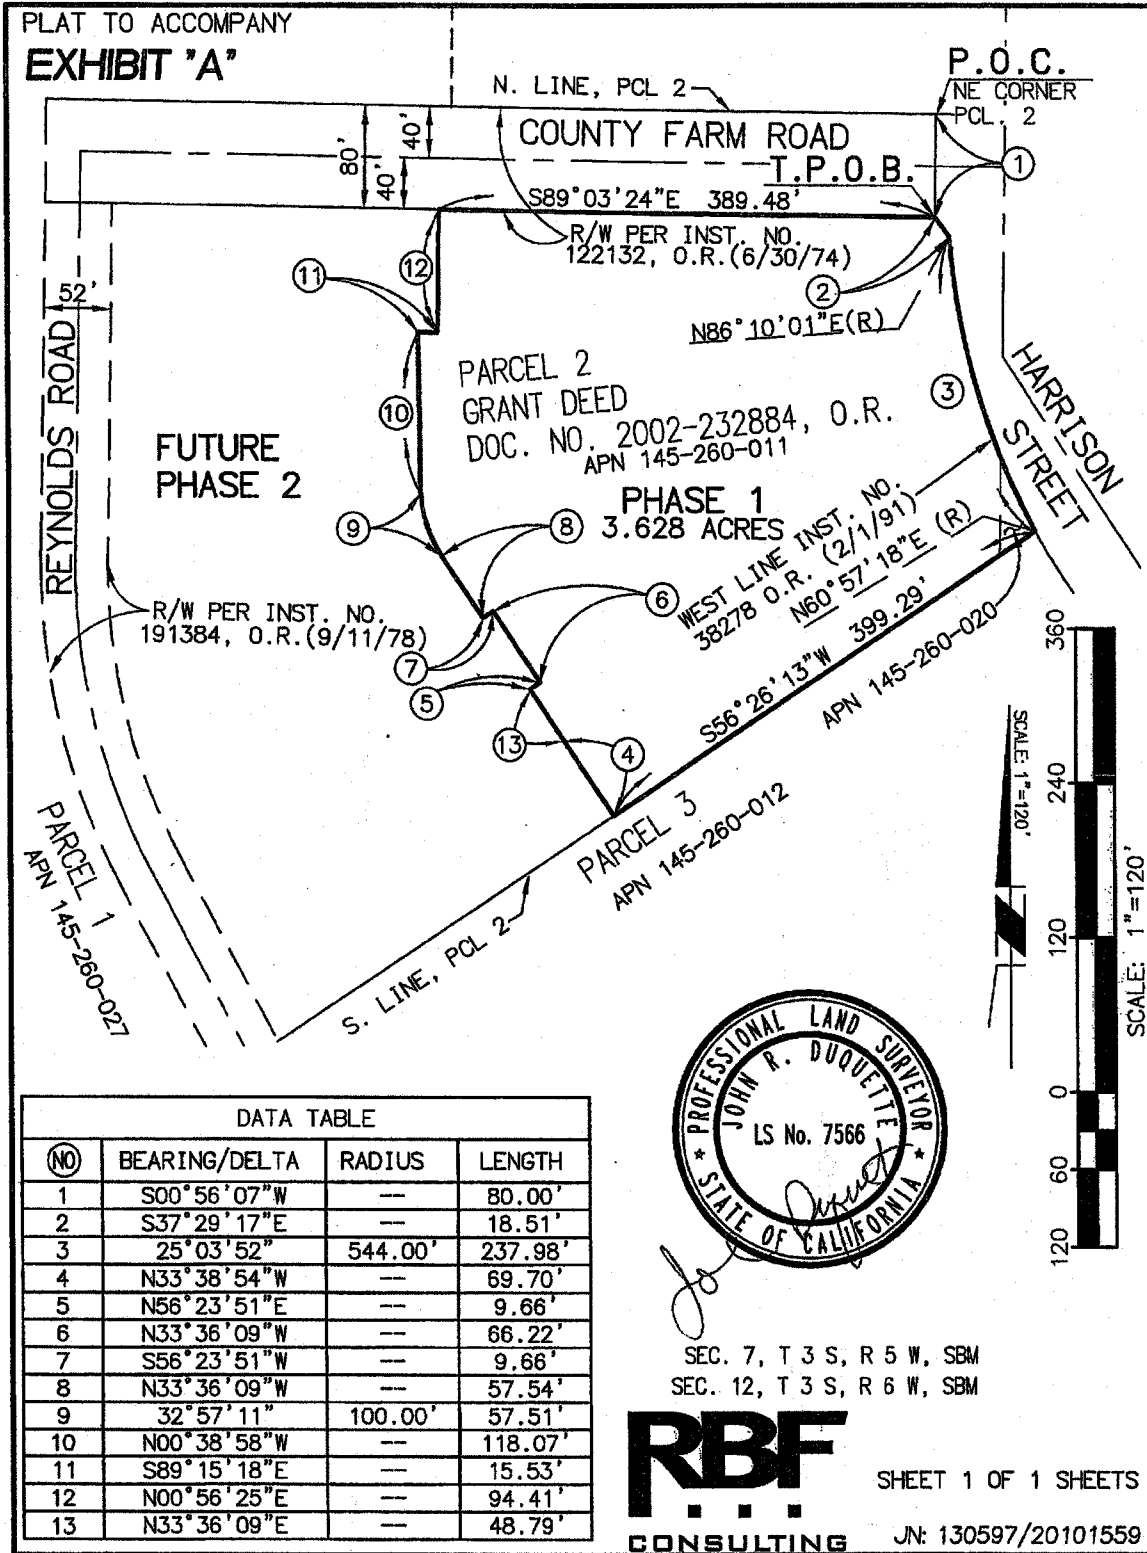 PLAT TO ACCOMPANY
EXHIBIT "A"
P.O.C.
NE CORNER
PCL. 2
N. LINE, PCL 2
COUNTY FARM ROAD
80'
40'
40'
T.P.O.B.
1
S89°03'24"E 389.48'
R/W PER INST. NO.
122132, O.R.(6/30/74)
12
11
2
52'
N86°10'01"E(R)
REYNOLDS ROAD
HARRISON
STREET
3
10
PARCEL 2
GRANT DEED
DOC. NO. 2002-232884, O.R.
APN 145-260-011
FUTURE
PHASE 2
PHASE 1
3.628 ACRES
9
8
WEST LINE INST. NO.
38278 O.R. (2/1/91)
N60°57'18"E (R)
6
R/W PER INST. NO.
191384, O.R.(9/11/78)
7
5
S56°26'13"W 399.29'
APN 145-260-020
13
4
PARCEL 3
APN 145-260-012
PARCEL 1
APN 145-260-027
S. LINE, PCL 2
SCALE: 1"=120'
360
240
120
0
60
120
SCALE: 1"=120'
PROFESSIONAL LAND SURVEYOR
JOHN R. DUQUETTE
LS No. 7566
STATE OF CALIFORNIA
DATA TABLE
NO BEARING/DELTA RADIUS LENGTH
1 S00°56'07"W -- 80.00'
2 S37°29'17"E -- 18.51'
3 25°03'52" 544.00' 237.98'
4 N33°38'54"W -- 69.70'
5 N56°23'51"E -- 9.66'
6 N33°36'09"W -- 66.22'
7 S56°23'51"W -- 9.66'
8 N33°36'09"W -- 57.54'
9 32°57'11" 100.00' 57.51'
10 N00°38'58"W -- 118.07'
11 S89°15'18"E -- 15.53'
12 N00°56'25"E -- 94.41'
13 N33°36'09"E -- 48.79'
SEC. 7, T 3 S, R 5 W, SBM
SEC. 12, T 3 S, R 6 W, SBM
RBF
CONSULTING
SHEET 1 OF 1 SHEETS
JN: 130597/20101559